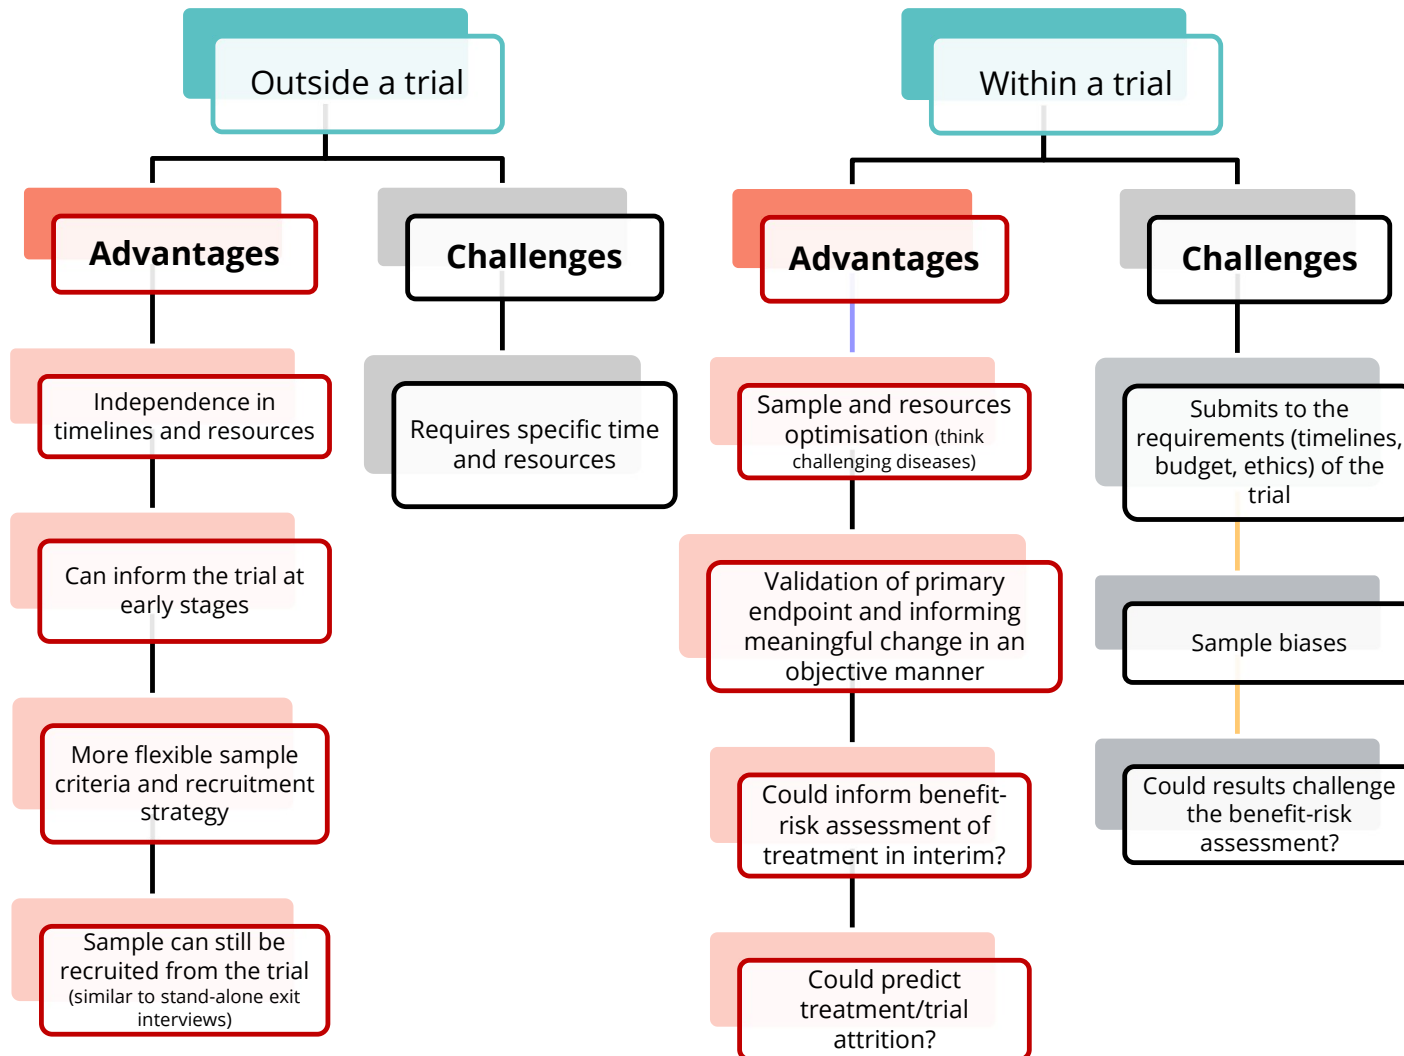 Outside a trial
Advantages
Independence in
timelines and resources
Can inform the trial at
early stages
More flexible sample
criteria and recruitment
strategy
Sample can still be
recruited from the trial
(similar to stand-alone exit
interviews)
Challenges
Requires specific time
and resources
Within a trial
Advantages
Sample and resources
optimisation (think
challenging diseases)
Validation of primary
endpoint and informing
meaningful change in an
objective manner
Could inform benefit-
risk assessment of
treatment in interim?
Could predict
treatment/trial
attrition?
Challenges
Submits to the
requirements (timelines,
budget, ethics) of the
trial
Sample biases
Could results challenge
the benefit-risk
assessment?